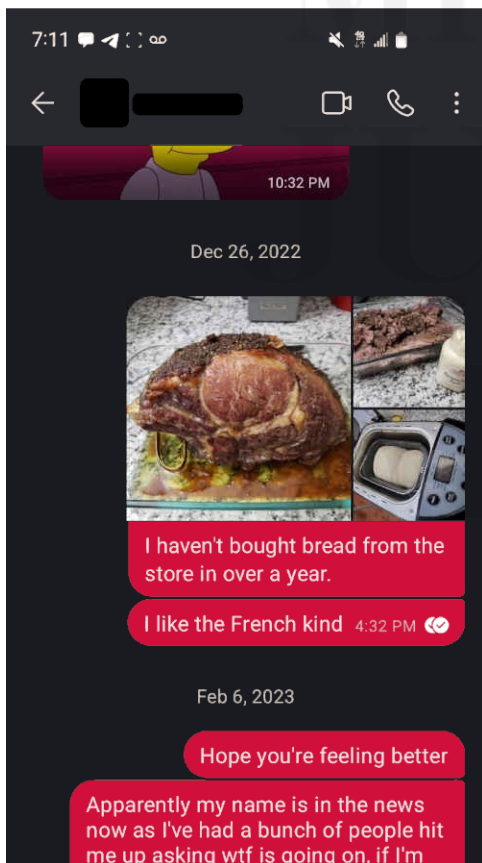 7:11
10:32 PM
Dec 26, 2022
I haven't bought bread from the
store in over a year.
I like the French kind 4:32 PM
Feb 6, 2023
Hope you're feeling better
Apparently my name is in the news
now as I've had a bunch of people hit
me up asking wtf is going on, if I'm